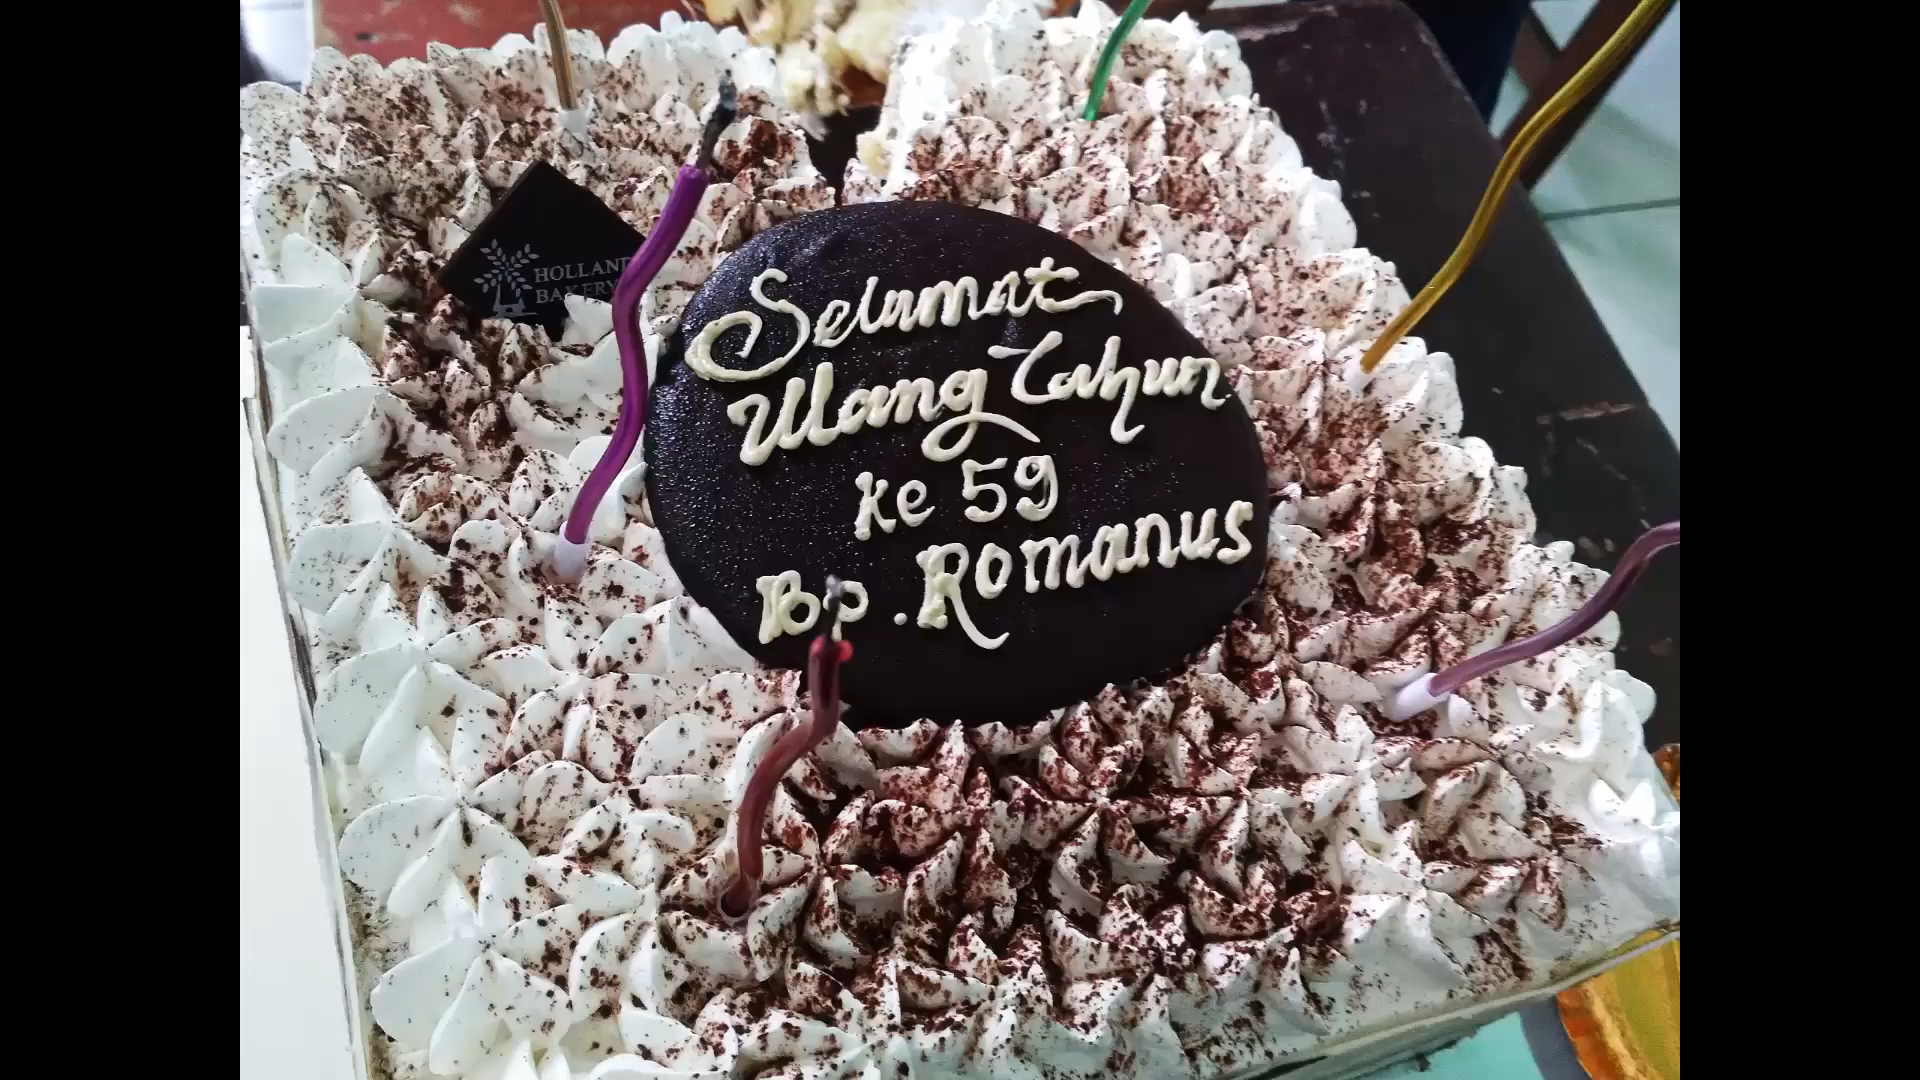 HOLLAND
BAKERY
Selamat
Ulang Tahun
ke 59
Bp. Romanus